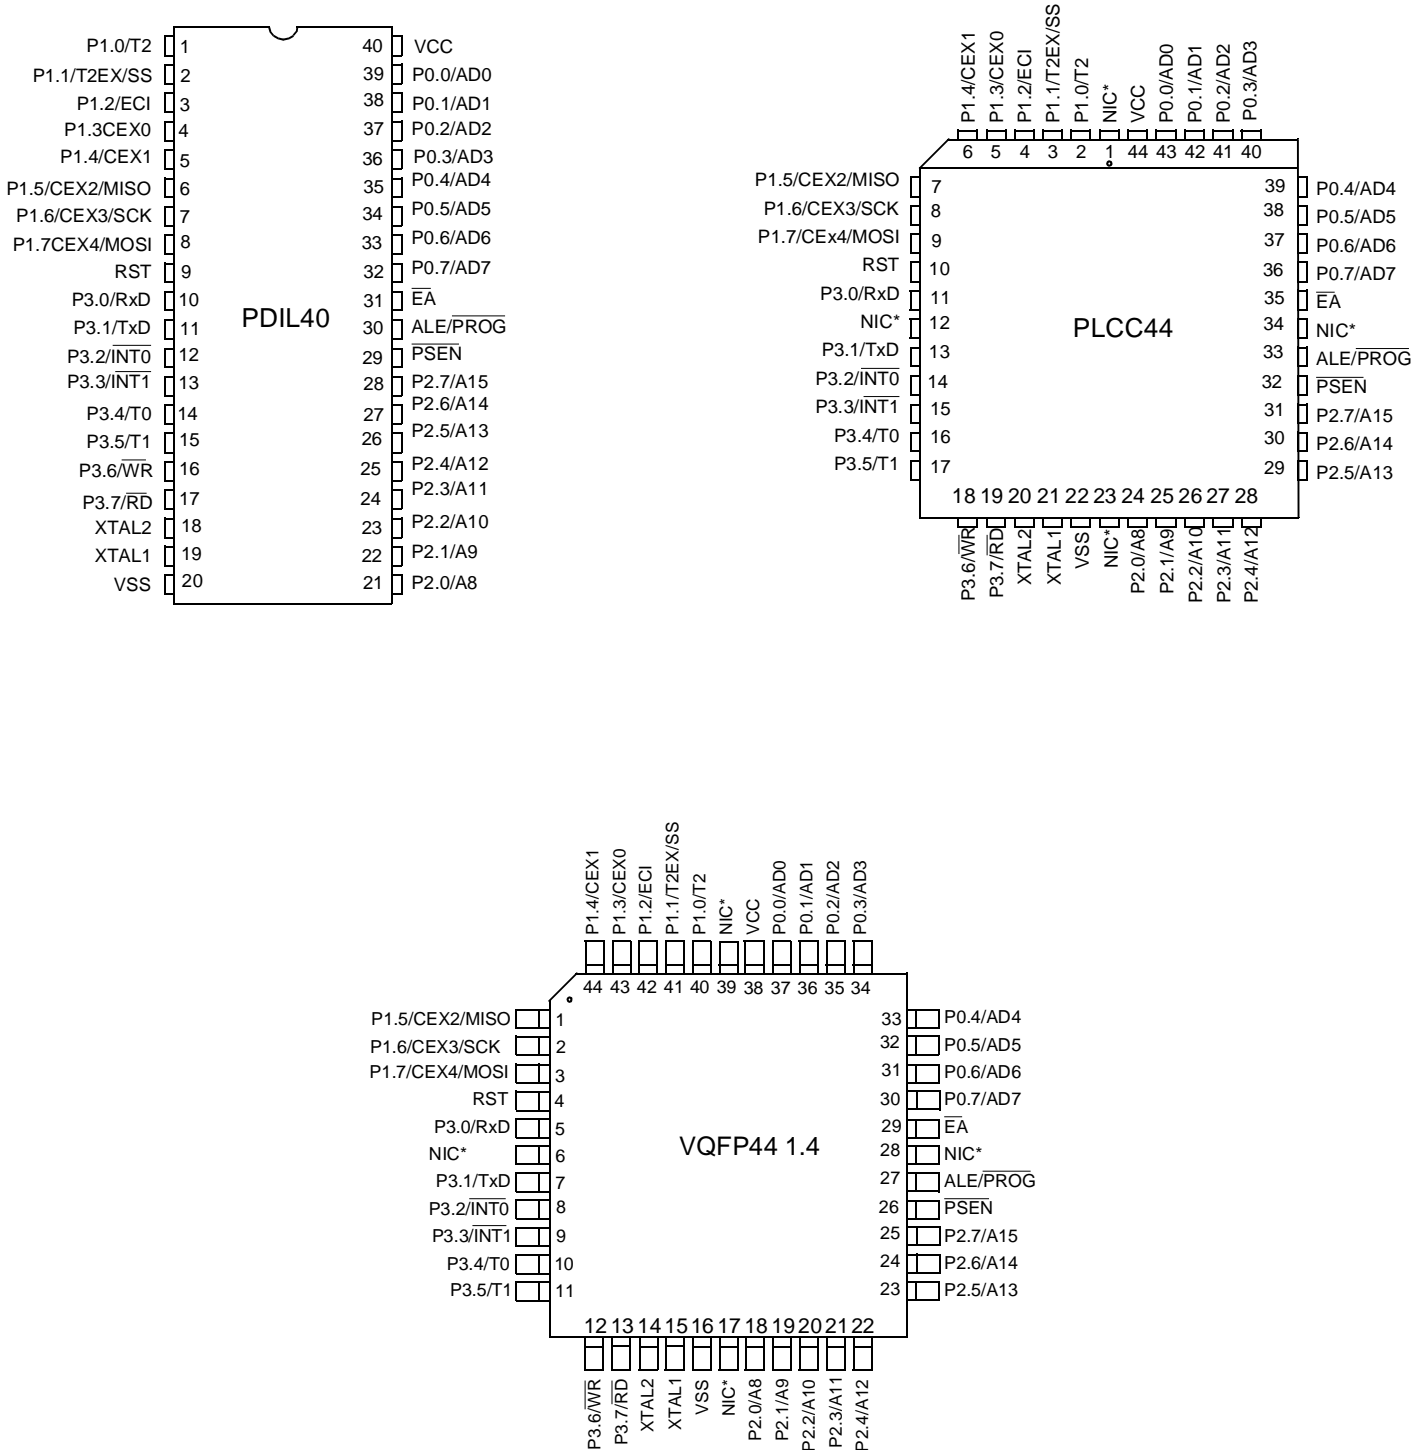 P1.0/T2 1 40 VCC
P1.1/T2EX/SS 2 39 P0.0/AD0
P1.2/ECI 3 38 P0.1/AD1
P1.3CEX0 4 37 P0.2/AD2
P1.4/CEX1 5 36 P0.3/AD3
P1.5/CEX2/MISO 6 35 P0.4/AD4
P1.6/CEX3/SCK 7 34 P0.5/AD5
P1.7CEX4/MOSI 8 33 P0.6/AD6
RST 9 32 P0.7/AD7
P3.0/RxD 10 31 EA
PDIL40
P3.1/TxD 11 30 ALE/PROG
P3.2/INT0 12 29 PSEN
P3.3/INT1 13 28 P2.7/A15
P3.4/T0 14 27 P2.6/A14
P3.5/T1 15 26 P2.5/A13
P3.6/WR 16 25 P2.4/A12
P3.7/RD 17 24 P2.3/A11
XTAL2 18 23 P2.2/A10
XTAL1 19 22 P2.1/A9
VSS 20 21 P2.0/A8
P1.4/CEX1 P1.3/CEX0 P1.2/ECI P1.1/T2EX/SS P1.0/T2 NIC* VCC P0.0/AD0 P0.1/AD1 P0.2/AD2 P0.3/AD3
6 5 4 3 2 1 44 43 42 41 40
P1.5/CEX2/MISO 7 39 P0.4/AD4
P1.6/CEX3/SCK 8 38 P0.5/AD5
P1.7/CEx4/MOSI 9 37 P0.6/AD6
RST 10 36 P0.7/AD7
P3.0/RxD 11 35 EA
NIC* 12 34 NIC*
PLCC44
P3.1/TxD 13 33 ALE/PROG
P3.2/INT0 14 32 PSEN
P3.3/INT1 15 31 P2.7/A15
P3.4/T0 16 30 P2.6/A14
P3.5/T1 17 29 P2.5/A13
18 19 20 21 22 23 24 25 26 27 28
P3.6/WR P3.7/RD XTAL2 XTAL1 VSS NIC* P2.0/A8 P2.1/A9 P2.2/A10 P2.3/A11 P2.4/A12
P1.4/CEX1 P1.3/CEX0 P1.2/ECI P1.1/T2EX/SS P1.0/T2 NIC* VCC P0.0/AD0 P0.1/AD1 P0.2/AD2 P0.3/AD3
44 43 42 41 40 39 38 37 36 35 34
P1.5/CEX2/MISO 1 33 P0.4/AD4
P1.6/CEX3/SCK 2 32 P0.5/AD5
P1.7/CEX4/MOSI 3 31 P0.6/AD6
RST 4 30 P0.7/AD7
P3.0/RxD 5 29 EA
VQFP44 1.4
NIC* 6 28 NIC*
P3.1/TxD 7 27 ALE/PROG
P3.2/INT0 8 26 PSEN
P3.3/INT1 9 25 P2.7/A15
P3.4/T0 10 24 P2.6/A14
P3.5/T1 11 23 P2.5/A13
12 13 14 15 16 17 18 19 20 21 22
P3.6/WR P3.7/RD XTAL2 XTAL1 VSS NIC* P2.0/A8 P2.1/A9 P2.2/A10 P2.3/A11 P2.4/A12